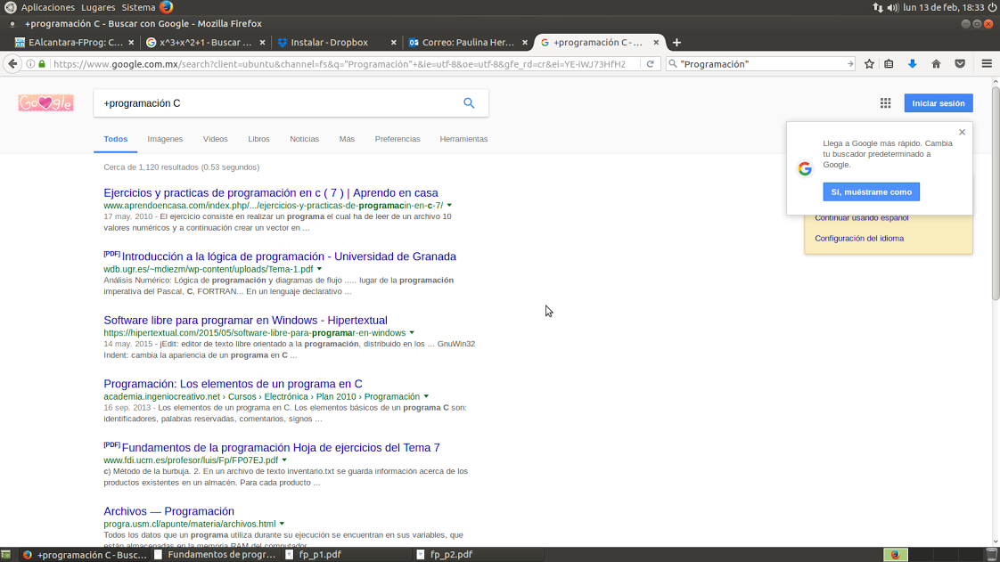 Aplicaciones Lugares Sistema
lun 13 de feb, 18:33
+programación C - Buscar con Google - Mozilla Firefox
EAlcantara-FProg: C...
x^3+x^2+1 - Buscar ...
Instalar - Dropbox
Correo: Paulina Her...
+programación C - ...
https://www.google.com.mx/search?client=ubuntu&channel=fs&q="Programación"+&ie=utf-8&oe=utf-8&gfe_rd=cr&ei=YE-iWJ73HfHZ
"Programación"
Google
+programación C
Iniciar sesión
Todos
Imágenes
Vídeos
Libros
Noticias
Más
Preferencias
Herramientas
Llega a Google más rápido. Cambia
tu buscador predeterminado a
Google.
Sí, muéstrame como
Continuar usando español
Configuración del idioma
Cerca de 1,120 resultados (0.53 segundos)
Ejercicios y practicas de programación en c ( 7 ) | Aprendo en casa
www.aprendoencasa.com/index.php/.../ejercicios-y-practicas-de-programacin-en-c-7/
17 may. 2010 - El ejercicio consiste en realizar un programa el cual ha de leer de un archivo 10
valores numéricos y a continuación crear un vector en ...
[PDF] Introducción a la lógica de programación - Universidad de Granada
wdb.ugr.es/~mdiezm/wp-content/uploads/Tema-1.pdf
Análisis Numérico: Lógica de programación y diagramas de flujo ..... lugar de la programación
imperativa del Pascal, C, FORTRAN... En un lenguaje declarativo ...
Software libre para programar en Windows - Hipertextual
https://hipertextual.com/2015/05/software-libre-para-programar-en-windows
14 may. 2015 - jEdit: editor de texto libre orientado a la programación, distribuido en los ... GnuWin32
Indent: cambia la apariencia de un programa en C ...
Programación: Los elementos de un programa en C
academia.ingeniocreativo.net › Cursos › Electrónica › Plan 2010 › Programación
16 sep. 2013 - Los elementos de un programa en C. Los elementos básicos de un programa C son:
identificadores, palabras reservadas, comentarios, signos ...
[PDF] Fundamentos de la programación Hoja de ejercicios del Tema 7
www.fdi.ucm.es/profesor/luis/Fp/FP07EJ.pdf
c) Método de la burbuja. 2. En un archivo de texto inventario.txt se guarda información acerca de los
productos existentes en un almacén. Para cada producto ...
Archivos — Programación
progra.usm.cl/apunte/materia/archivos.html
Todos los datos que un programa utiliza durante su ejecución se encuentran en sus variables, que
están almacenadas en la memoria RAM del computador
+programación C - Busc...
Fundamentos de progr...
fp_p1.pdf
fp_p2.pdf